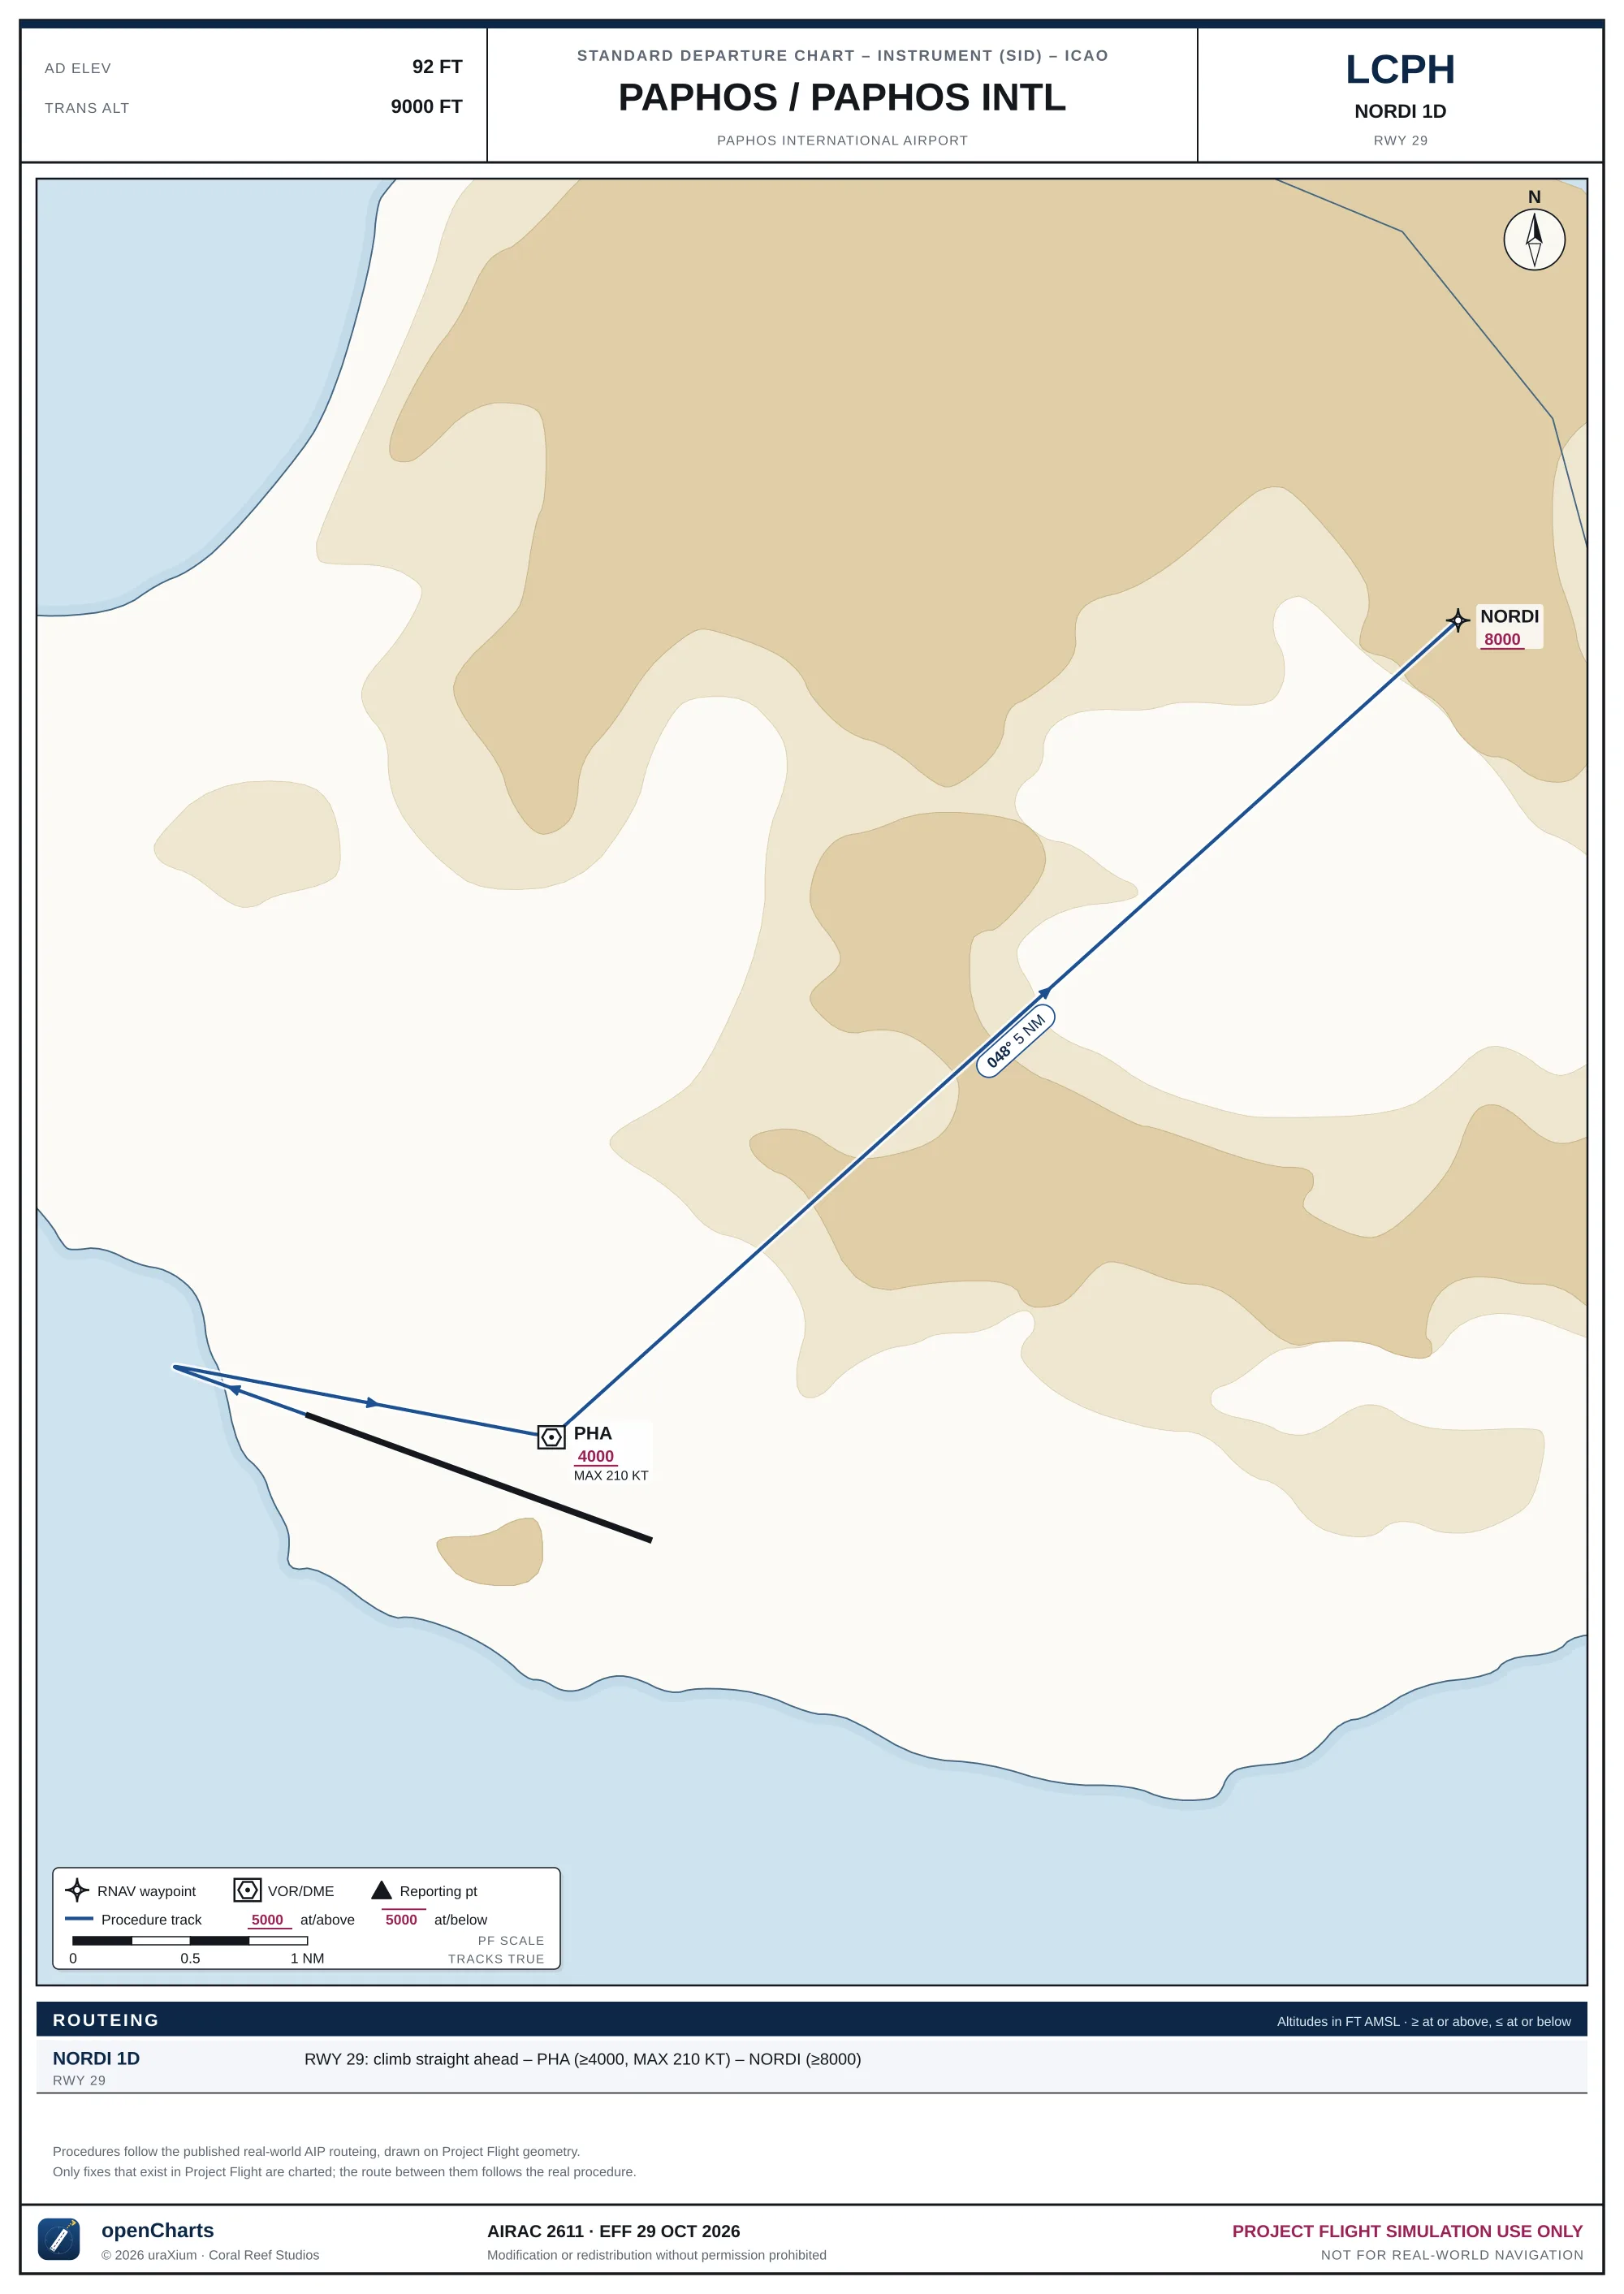 AD ELEV 92 FT
TRANS ALT 9000 FT
STANDARD DEPARTURE CHART – INSTRUMENT (SID) – ICAO
PAPHOS / PAPHOS INTL
PAPHOS INTERNATIONAL AIRPORT
LCPH
NORDI 1D
RWY 29
N
NORDI
8000
048° 5 NM
PHA
4000
MAX 210 KT
RNAV waypoint VOR/DME Reporting pt
Procedure track 5000 at/above 5000 at/below
PF SCALE
0 0.5 1 NM TRACKS TRUE
ROUTEING Altitudes in FT AMSL · ≥ at or above, ≤ at or below
NORDI 1D RWY 29: climb straight ahead – PHA (≥4000, MAX 210 KT) – NORDI (≥8000)
RWY 29
Procedures follow the published real-world AIP routeing, drawn on Project Flight geometry.
Only fixes that exist in Project Flight are charted; the route between them follows the real procedure.
openCharts AIRAC 2611 · EFF 29 OCT 2026 PROJECT FLIGHT SIMULATION USE ONLY
© 2026 uraXium · Coral Reef Studios Modification or redistribution without permission prohibited NOT FOR REAL-WORLD NAVIGATION